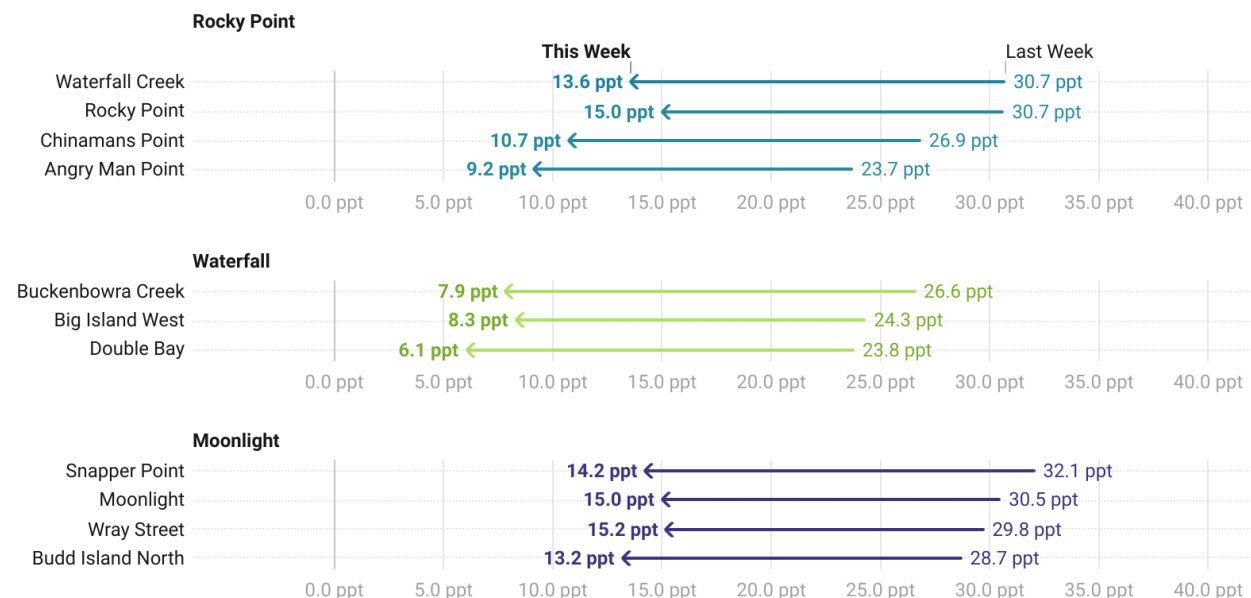 Rocky Point
This Week Last Week
Waterfall Creek 13.6 ppt 30.7 ppt
Rocky Point 15.0 ppt 30.7 ppt
Chinamans Point 10.7 ppt 26.9 ppt
Angry Man Point 9.2 ppt 23.7 ppt
0.0 ppt 5.0 ppt 10.0 ppt 15.0 ppt 20.0 ppt 25.0 ppt 30.0 ppt 35.0 ppt 40.0 ppt
Waterfall
Buckenbowra Creek 7.9 ppt 26.6 ppt
Big Island West 8.3 ppt 24.3 ppt
Double Bay 6.1 ppt 23.8 ppt
0.0 ppt 5.0 ppt 10.0 ppt 15.0 ppt 20.0 ppt 25.0 ppt 30.0 ppt 35.0 ppt 40.0 ppt
Moonlight
Snapper Point 14.2 ppt 32.1 ppt
Moonlight 15.0 ppt 30.5 ppt
Wray Street 15.2 ppt 29.8 ppt
Budd Island North 13.2 ppt 28.7 ppt
0.0 ppt 5.0 ppt 10.0 ppt 15.0 ppt 20.0 ppt 25.0 ppt 30.0 ppt 35.0 ppt 40.0 ppt